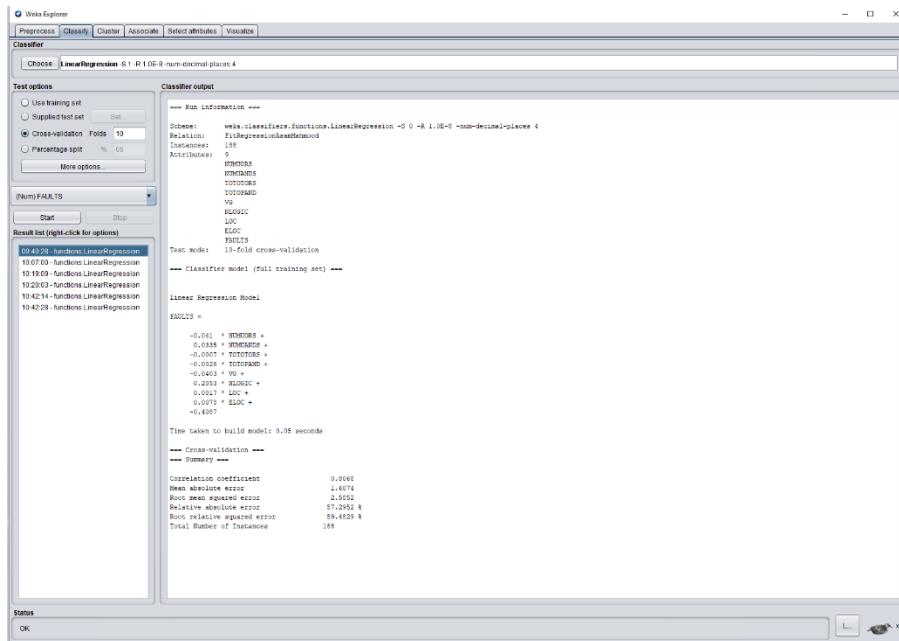 Weka Explorer
Preprocess Classify Cluster Associate Select attributes Visualize
Classifier
Choose LinearRegression -S 1 -R 1.0E-8 -num-decimal-places 4
Test options
Use training set
Supplied test set Set...
Cross-validation Folds 10
Percentage split % 66
More options...
(Num) FAULTS
Start Stop
Result list (right-click for options)
09:49:28 - functions.LinearRegression
10:07:00 - functions.LinearRegression
10:19:09 - functions.LinearRegression
10:20:03 - functions.LinearRegression
10:42:14 - functions.LinearRegression
10:42:28 - functions.LinearRegression
Classifier output
=== Run information ===
Scheme: weka.classifiers.functions.LinearRegression -S 0 -R 1.0E-8 -num-decimal-places 4
Relation: FitRegressionAsamMahmood
Instances: 188
Attributes: 9
NUMUORS
NUMUANDS
TOTOTORS
TOTOPAND
VG
NLOGIC
LOC
ELOC
FAULTS
Test mode: 10-fold cross-validation
=== Classifier model (full training set) ===
Linear Regression Model
FAULTS =
-0.041 * NUMUORS +
0.0335 * NUMUANDS +
-0.0007 * TOTOTORS +
-0.0028 * TOTOPAND +
-0.0403 * VG +
0.2053 * NLOGIC +
0.0017 * LOC +
0.0078 * ELOC +
-0.4087
Time taken to build model: 0.05 seconds
=== Cross-validation ===
=== Summary ===
Correlation coefficient 0.8068
Mean absolute error 1.6074
Root mean squared error 2.5852
Relative absolute error 57.2952 %
Root relative squared error 59.4829 %
Total Number of Instances 188
Status
OK